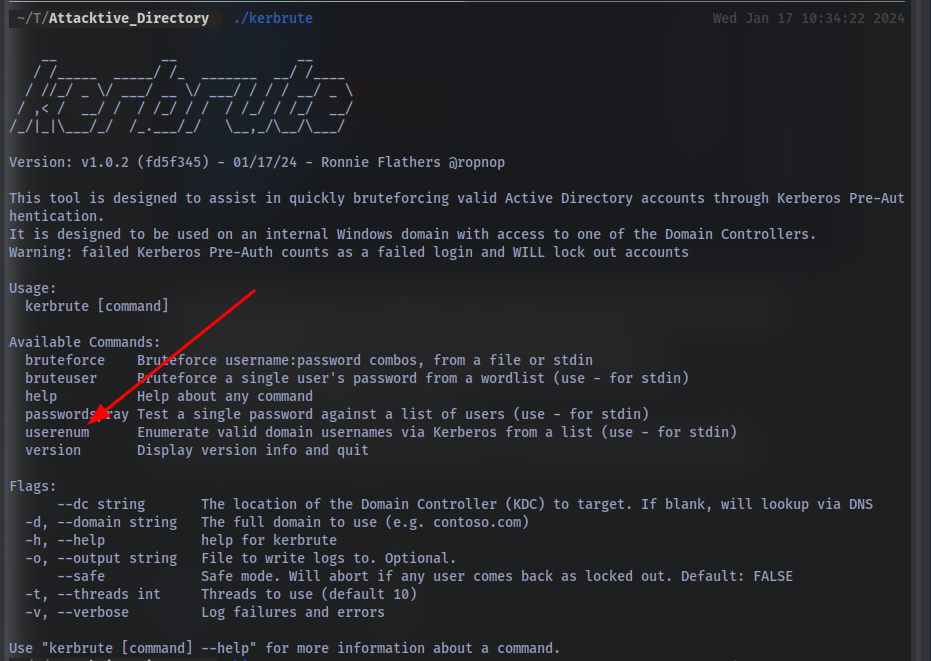 ~/T/Attacktive_Directory ./kerbrute Wed Jan 17 10:34:22 2024
    __             __               __
   / /_____  _____/ /_  _______  __/ /____
  / //_/ _ \/ ___/ __ \/ ___/ / / / __/ _ \
 / ,< /  __/ /  / /_/ / /  / /_/ / /_/  __/
/_/|_|\___/_/  /_.___/_/   \__,_/\__/\___/
Version: v1.0.2 (fd5f345) - 01/17/24 - Ronnie Flathers @ropnop
This tool is designed to assist in quickly bruteforcing valid Active Directory accounts through Kerberos Pre-Aut
hentication.
It is designed to be used on an internal Windows domain with access to one of the Domain Controllers.
Warning: failed Kerberos Pre-Auth counts as a failed login and WILL lock out accounts
Usage:
  kerbrute [command]
Available Commands:
  bruteforce    Bruteforce username:password combos, from a file or stdin
  bruteuser     Bruteforce a single user's password from a wordlist (use - for stdin)
  help          Help about any command
  passwordspray Test a single password against a list of users (use - for stdin)
  userenum      Enumerate valid domain usernames via Kerberos from a list (use - for stdin)
  version       Display version info and quit
Flags:
      --dc string       The location of the Domain Controller (KDC) to target. If blank, will lookup via DNS
  -d, --domain string   The full domain to use (e.g. contoso.com)
  -h, --help            help for kerbrute
  -o, --output string   File to write logs to. Optional.
      --safe            Safe mode. Will abort if any user comes back as locked out. Default: FALSE
  -t, --threads int     Threads to use (default 10)
  -v, --verbose         Log failures and errors
Use "kerbrute [command] --help" for more information about a command.